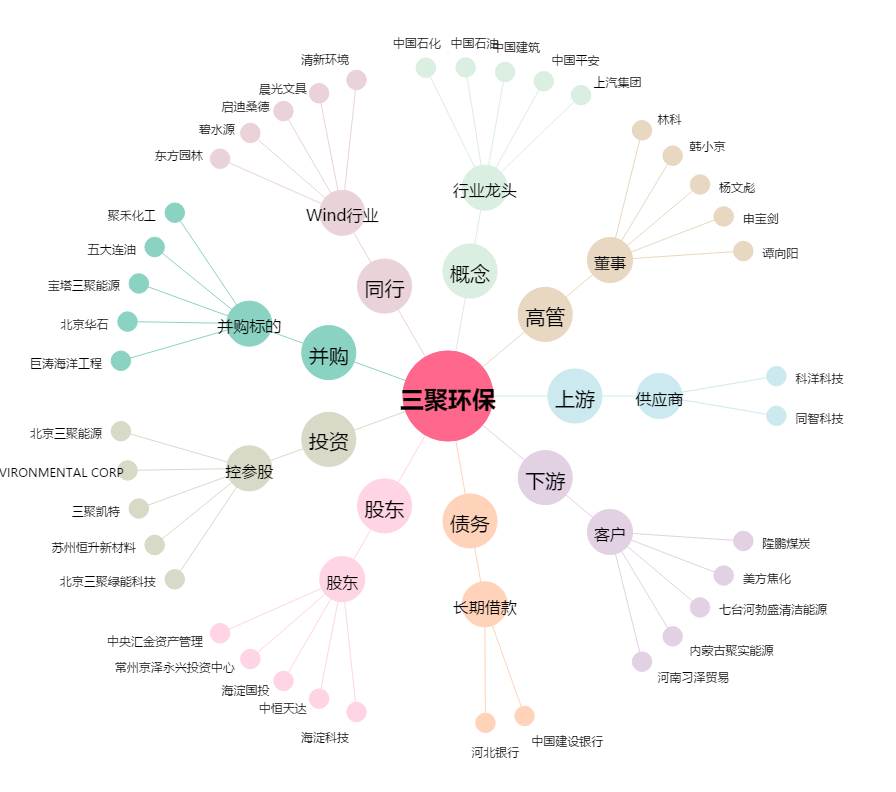 中国石化
中国石油
中国建筑
中国平安
上汽集团
清新环境
晨光文具
启迪桑德
碧水源
东方园林
Wind行业
同行
行业龙头
概念
林科
韩小京
杨文彪
申宝剑
谭向阳
董事
高管
聚禾化工
五大连油
宝塔三聚能源
北京华石
巨涛海洋工程
并购标的
并购
三聚环保
上游
供应商
科洋科技
同智科技
北京三聚能源
VIRONMENTAL CORP
三聚凯特
苏州恒升新材料
北京三聚绿能科技
控参股
投资
下游
客户
隆鹏煤炭
美方焦化
七台河勃盛清洁能源
内蒙古聚实能源
河南习泽贸易
股东
股东
中央汇金资产管理
常州京泽永兴投资中心
海淀国投
中恒天达
海淀科技
债务
长期借款
河北银行
中国建设银行